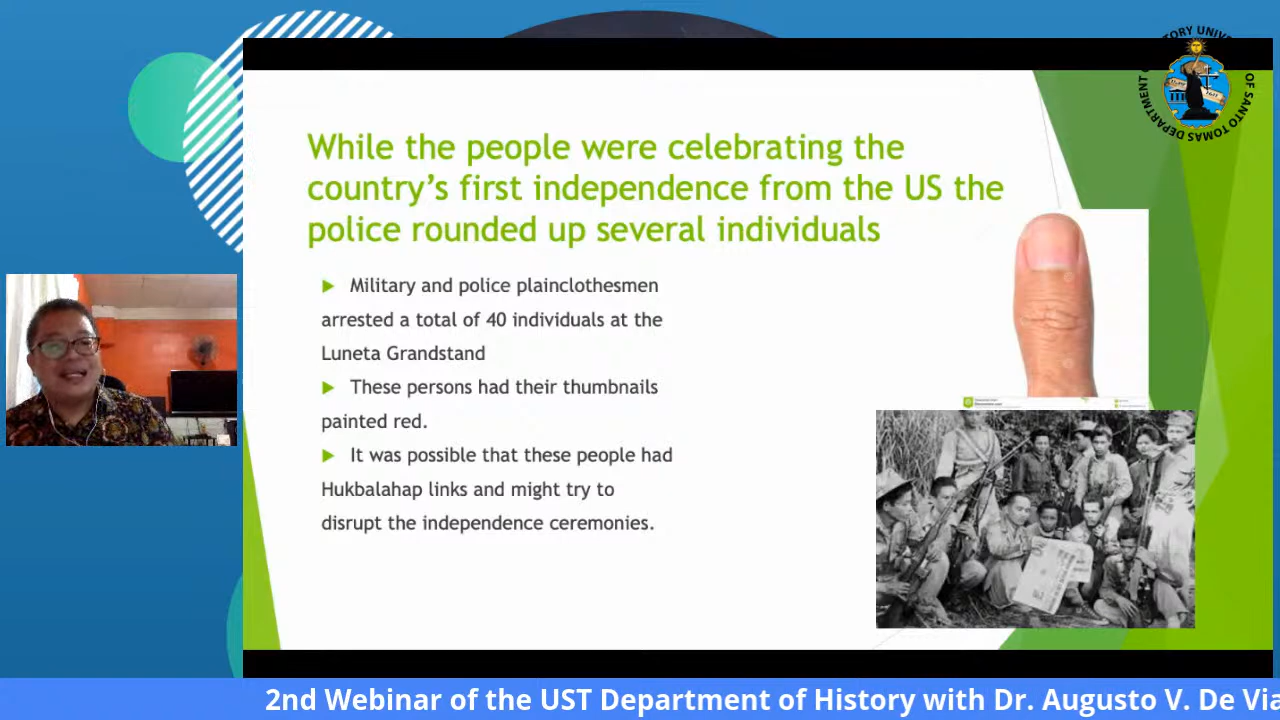 While the people were celebrating the
country's first independence from the US the
police rounded up several individuals
▶ Military and police plainclothesmen
arrested a total of 40 individuals at the
Luneta Grandstand
▶ These persons had their thumbnails
painted red.
▶ It was possible that these people had
Hukbalahap links and might try to
disrupt the independence ceremonies.
2nd Webinar of the UST Department of History with Dr. Augusto V. De Via